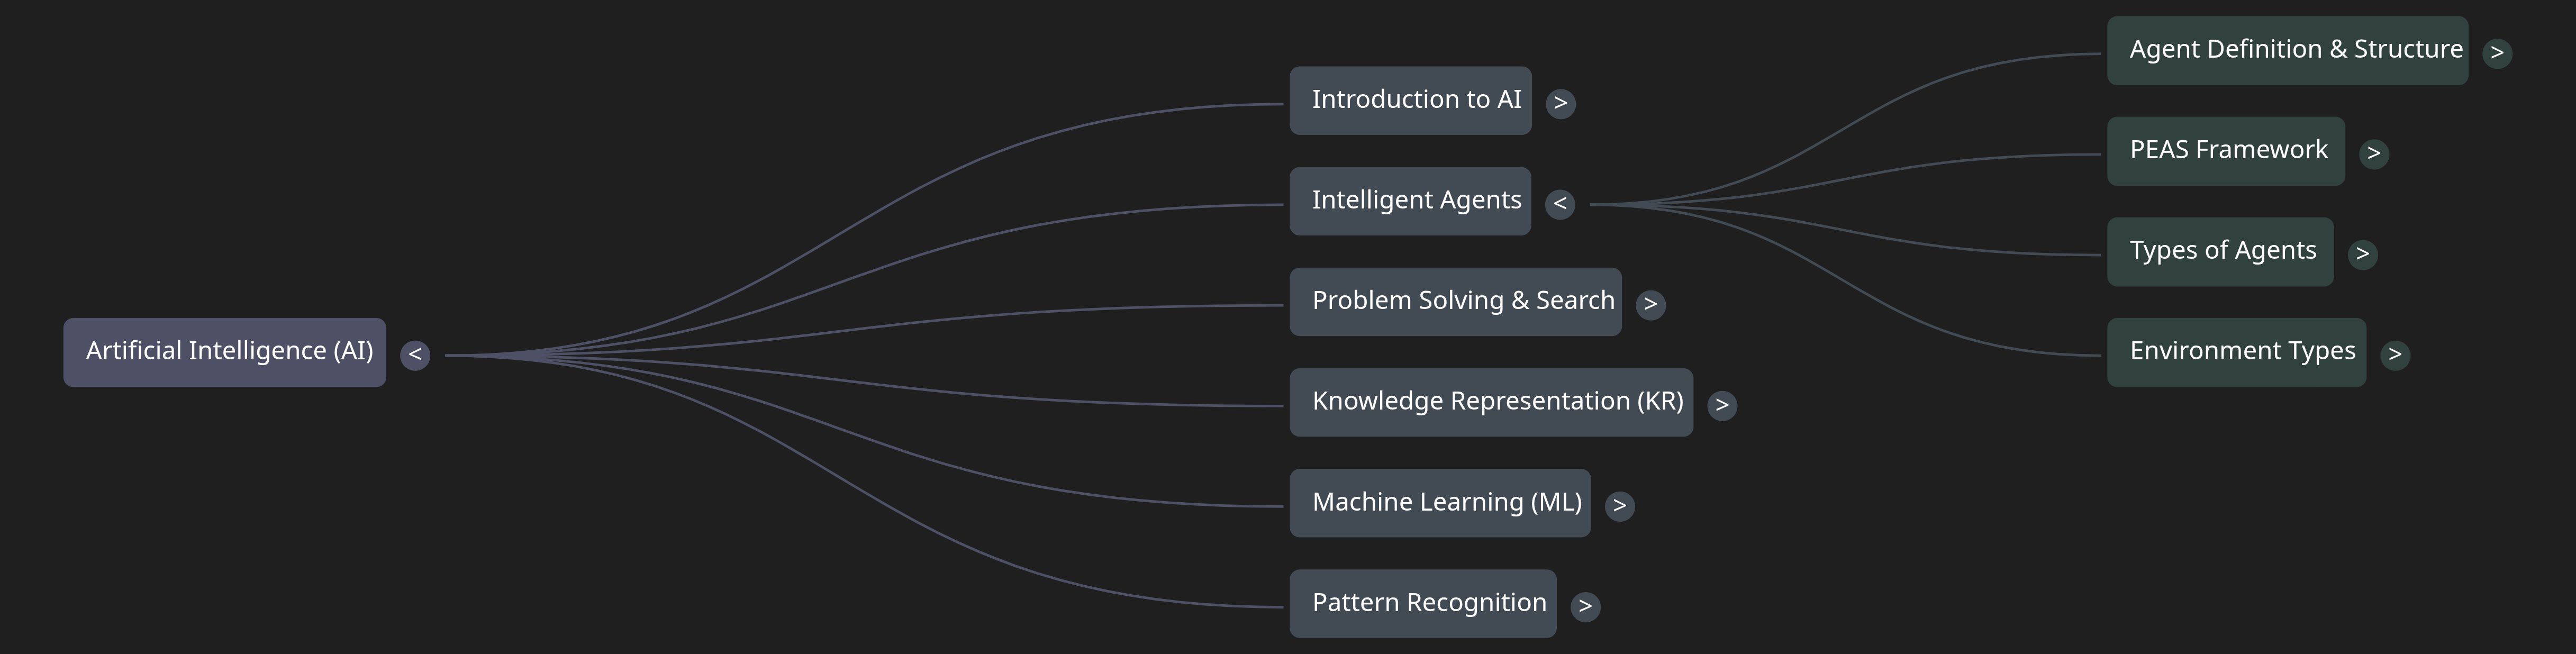 Artificial Intelligence (AI) <
Introduction to AI >
Intelligent Agents <
Problem Solving & Search >
Knowledge Representation (KR) >
Machine Learning (ML) >
Pattern Recognition >
Agent Definition & Structure >
PEAS Framework >
Types of Agents >
Environment Types >